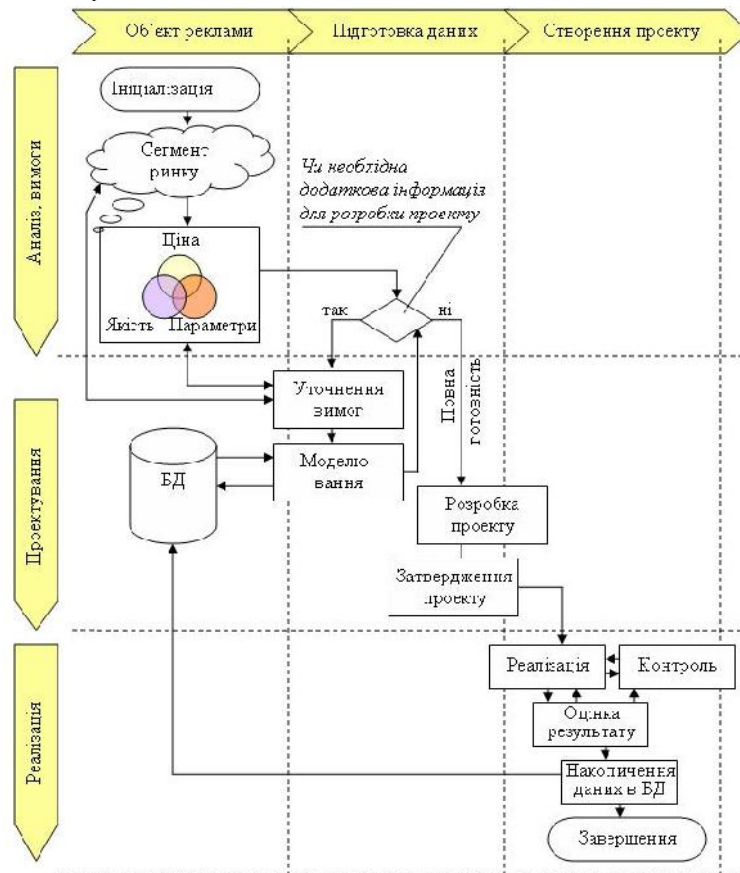 Об'єкт реклами
Підготовка даних
Створення проекту
Аналіз, вимоги
Ініціалізація
Сегмент
ринку
Чи необхідна
додаткова інформаціз
для розробки проекту
Ціна
Якість Параметри
так
ні
Повна
готовність
Проектування
Уточнення
вимог
БД
Моделю
вання
Розробка
проекту
Затвердження
проекту
Реалізація
Реалізація
Контроль
Оцінка
результату
Накопичення
даних в БД
Завершення